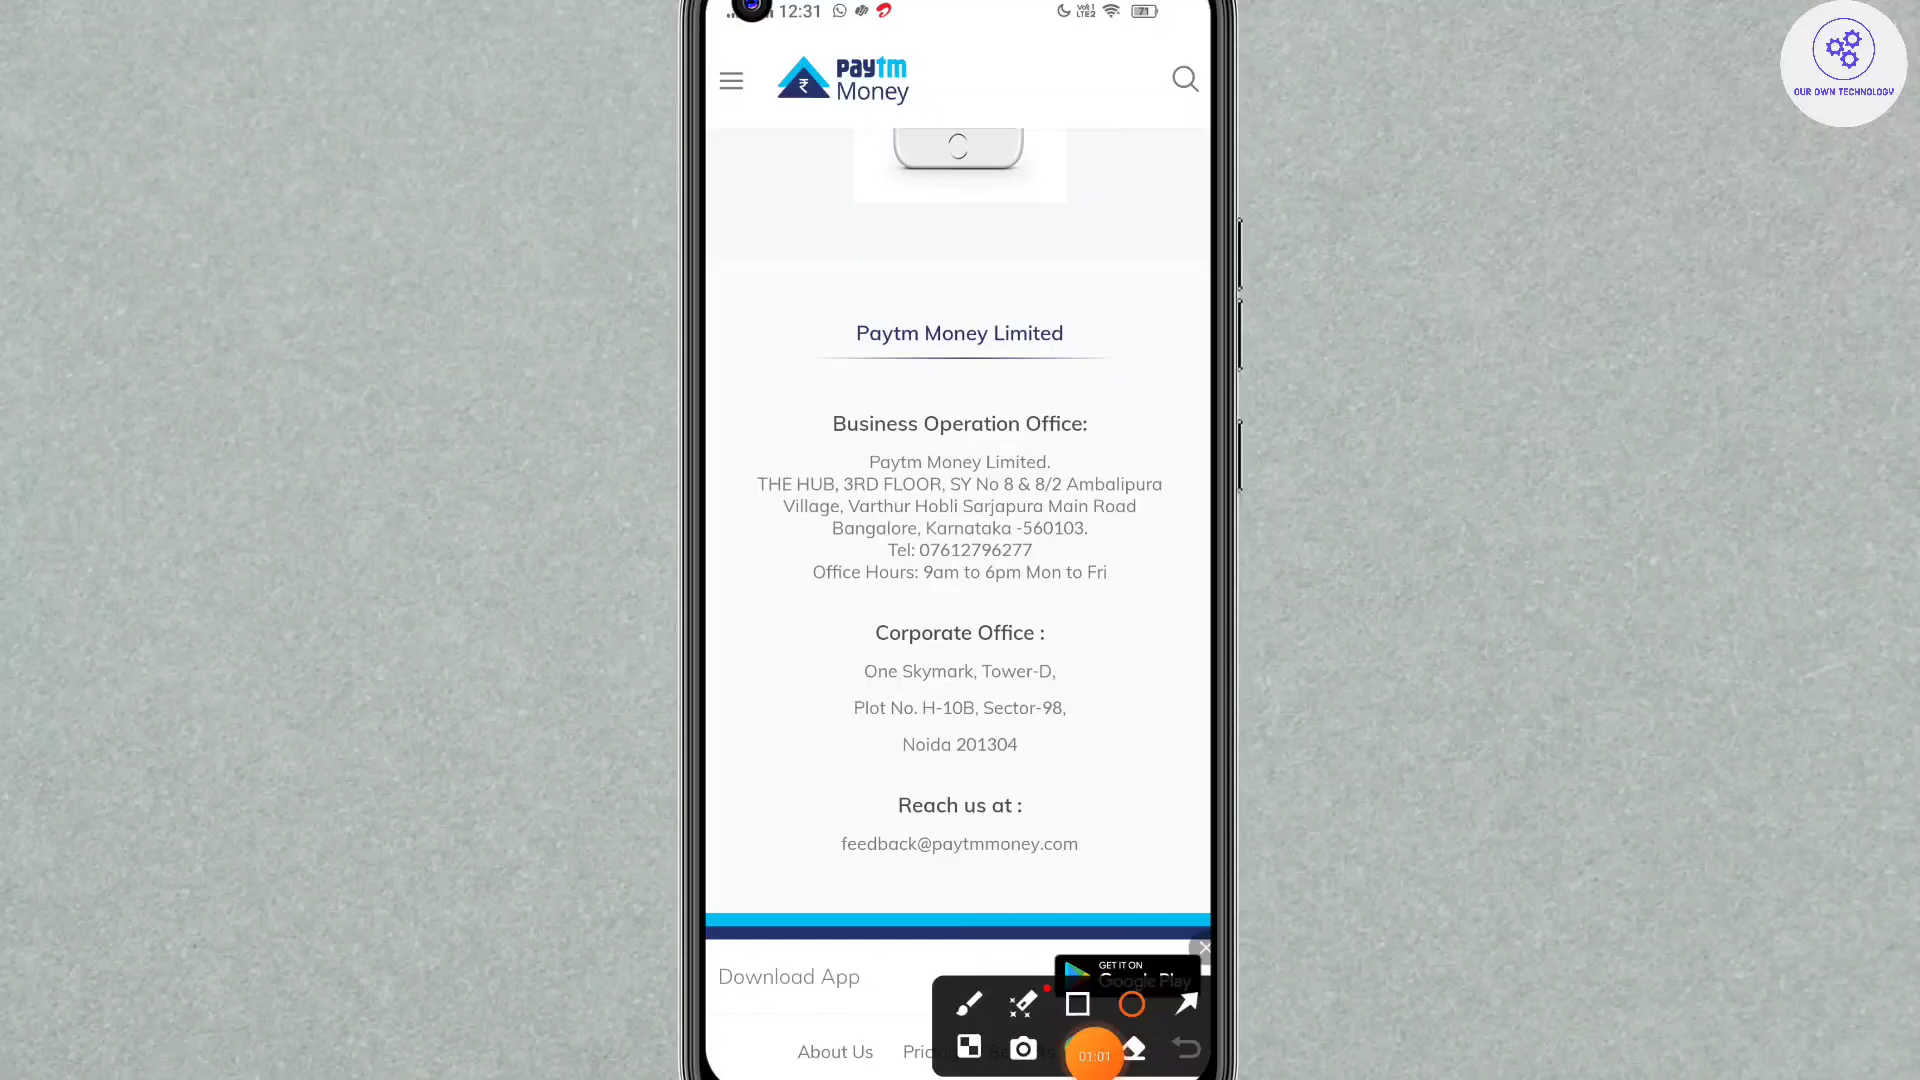 12:31
71
OUR OWN TECHNOLOGY
paytm
Money
Paytm Money Limited
Business Operation Office:
Paytm Money Limited.
THE HUB, 3RD FLOOR, SY No 8 & 8/2 Ambalipura
Village, Varthur Hobli Sarjapura Main Road
Bangalore, Karnataka -560103.
Tel: 07612796277
Office Hours: 9am to 6pm Mon to Fri
Corporate Office :
One Skymark, Tower-D,
Plot No. H-10B, Sector-98,
Noida 201304
Reach us at :
feedback@paytmmoney.com
Download App
GET IT ON
Google Play
About Us
01:01